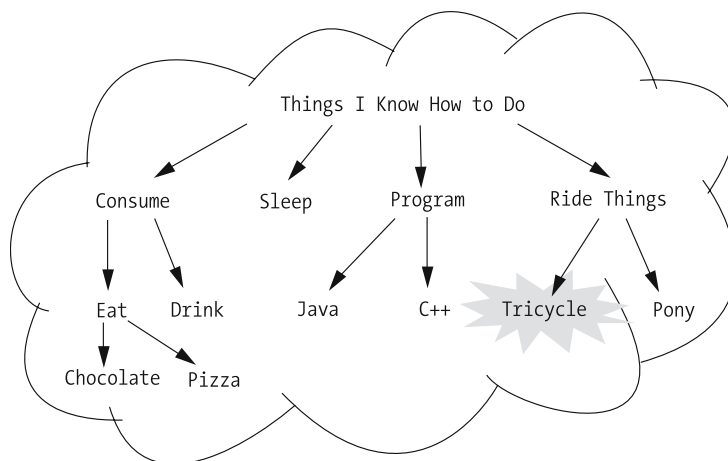 Things I Know How to Do
Consume Sleep Program Ride Things
Eat Drink Java C++ Tricycle Pony
Chocolate Pizza